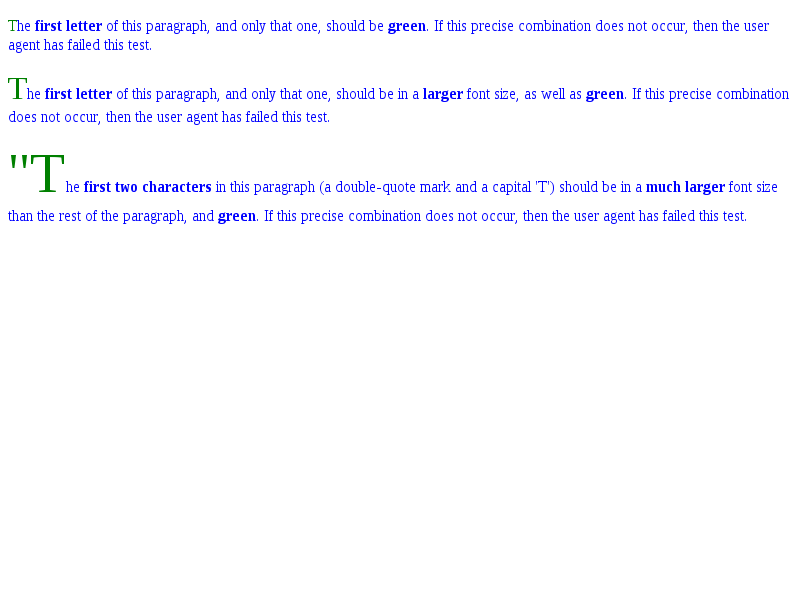 The first letter of this paragraph, and only that one, should be green. If this precise combination does not occur, then the user
agent has failed this test.
The first letter of this paragraph, and only that one, should be in a larger font size, as well as green. If this precise combination
does not occur, then the user agent has failed this test.
"The first two characters in this paragraph (a double-quote mark and a capital 'T') should be in a much larger font size
than the rest of the paragraph, and green. If this precise combination does not occur, then the user agent has failed this test.